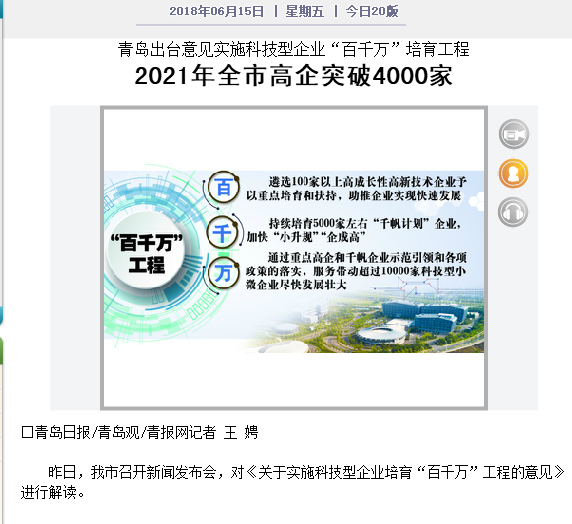 2018年06月15日 | 星期五 | 今日20版
青岛出台意见实施科技型企业“百千万”培育工程
2021年全市高企突破4000家
“百千万”
工程
百
遴选100家以上高成长性高新技术企业予
以重点培育和扶持，助推企业实现快速发展
千
持续培育5000家左右“千帆计划”企业，
加快“小升规”“企成高”
万
通过重点高企和千帆企业示范引领和各项
政策的落实，服务带动超过10000家科技型小
微企业尽快发展壮大
□青岛日报/青岛观/青报网记者 王 娉
昨日，我市召开新闻发布会，对《关于实施科技型企业培育“百千万”工程的意见》
进行解读。